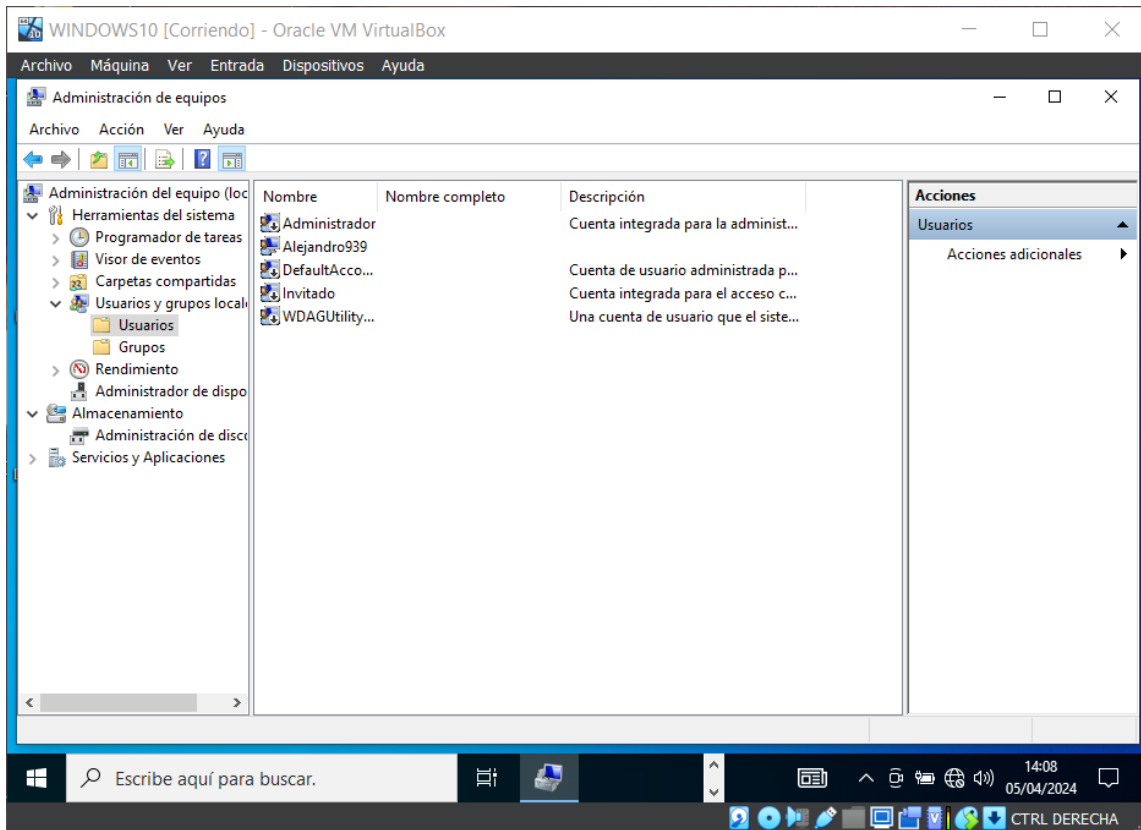 WINDOWS10 [Corriendo] - Oracle VM VirtualBox
Archivo Máquina Ver Entrada Dispositivos Ayuda
Administración de equipos
Archivo Acción Ver Ayuda
Administración del equipo (loc
Herramientas del sistema
Programador de tareas
Visor de eventos
Carpetas compartidas
Usuarios y grupos local
Usuarios
Grupos
Rendimiento
Administrador de dispo
Almacenamiento
Administración de disc
Servicios y Aplicaciones
Nombre Nombre completo Descripción
Administrador Cuenta integrada para la administ...
Alejandro939
DefaultAcco... Cuenta de usuario administrada p...
Invitado Cuenta integrada para el acceso c...
WDAGUtility... Una cuenta de usuario que el siste...
Acciones
Usuarios
Acciones adicionales
Escribe aquí para buscar.
14:08
05/04/2024
CTRL DERECHA